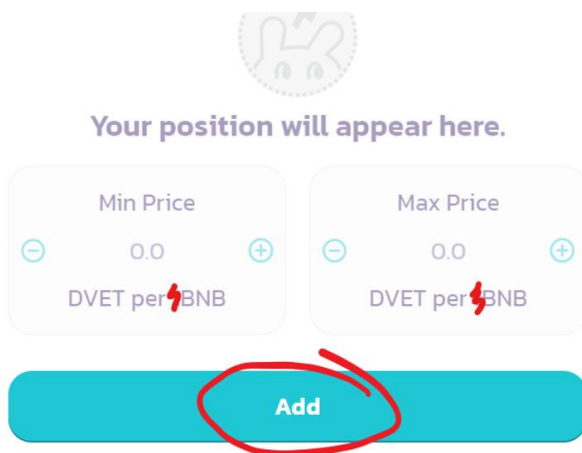 Your position will appear here.
Min Price
Max Price
0.0
0.0
DVET per BNB
DVET per BNB
Add